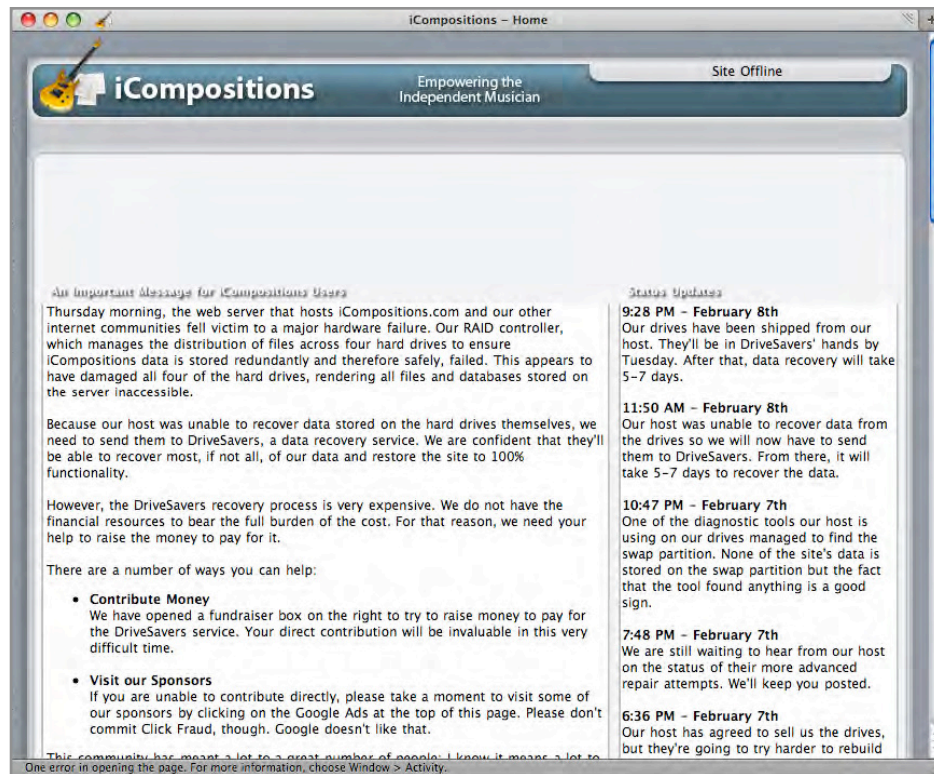 iCompositions – Home
iCompositions
Empowering the
Independent Musician
Site Offline
An Important Message for iCompositions Users
Thursday morning, the web server that hosts iCompositions.com and our other
internet communities fell victim to a major hardware failure. Our RAID controller,
which manages the distribution of files across four hard drives to ensure
iCompositions data is stored redundantly and therefore safely, failed. This appears to
have damaged all four of the hard drives, rendering all files and databases stored on
the server inaccessible.
Because our host was unable to recover data stored on the hard drives themselves, we
need to send them to DriveSavers, a data recovery service. We are confident that they'll
be able to recover most, if not all, of our data and restore the site to 100%
functionality.
However, the DriveSavers recovery process is very expensive. We do not have the
financial resources to bear the full burden of the cost. For that reason, we need your
help to raise the money to pay for it.
There are a number of ways you can help:
• Contribute Money
We have opened a fundraiser box on the right to try to raise money to pay for
the DriveSavers service. Your direct contribution will be invaluable in this very
difficult time.
• Visit our Sponsors
If you are unable to contribute directly, please take a moment to visit some of
our sponsors by clicking on the Google Ads at the top of this page. Please don't
commit Click Fraud, though. Google doesn't like that.
This community has meant a lot to a great number of people; I know it means a lot to
Status Updates
9:28 PM – February 8th
Our drives have been shipped from our
host. They'll be in DriveSavers' hands by
Tuesday. After that, data recovery will take
5–7 days.
11:50 AM – February 8th
Our host was unable to recover data from
the drives so we will now have to send
them to DriveSavers. From there, it will
take 5–7 days to recover the data.
10:47 PM – February 7th
One of the diagnostic tools our host is
using on our drives managed to find the
swap partition. None of the site's data is
stored on the swap partition but the fact
that the tool found anything is a good
sign.
7:48 PM – February 7th
We are still waiting to hear from our host
on the status of their more advanced
repair attempts. We'll keep you posted.
6:36 PM – February 7th
Our host has agreed to sell us the drives,
but they're going to try harder to rebuild
One error in opening the page. For more information, choose Window > Activity.